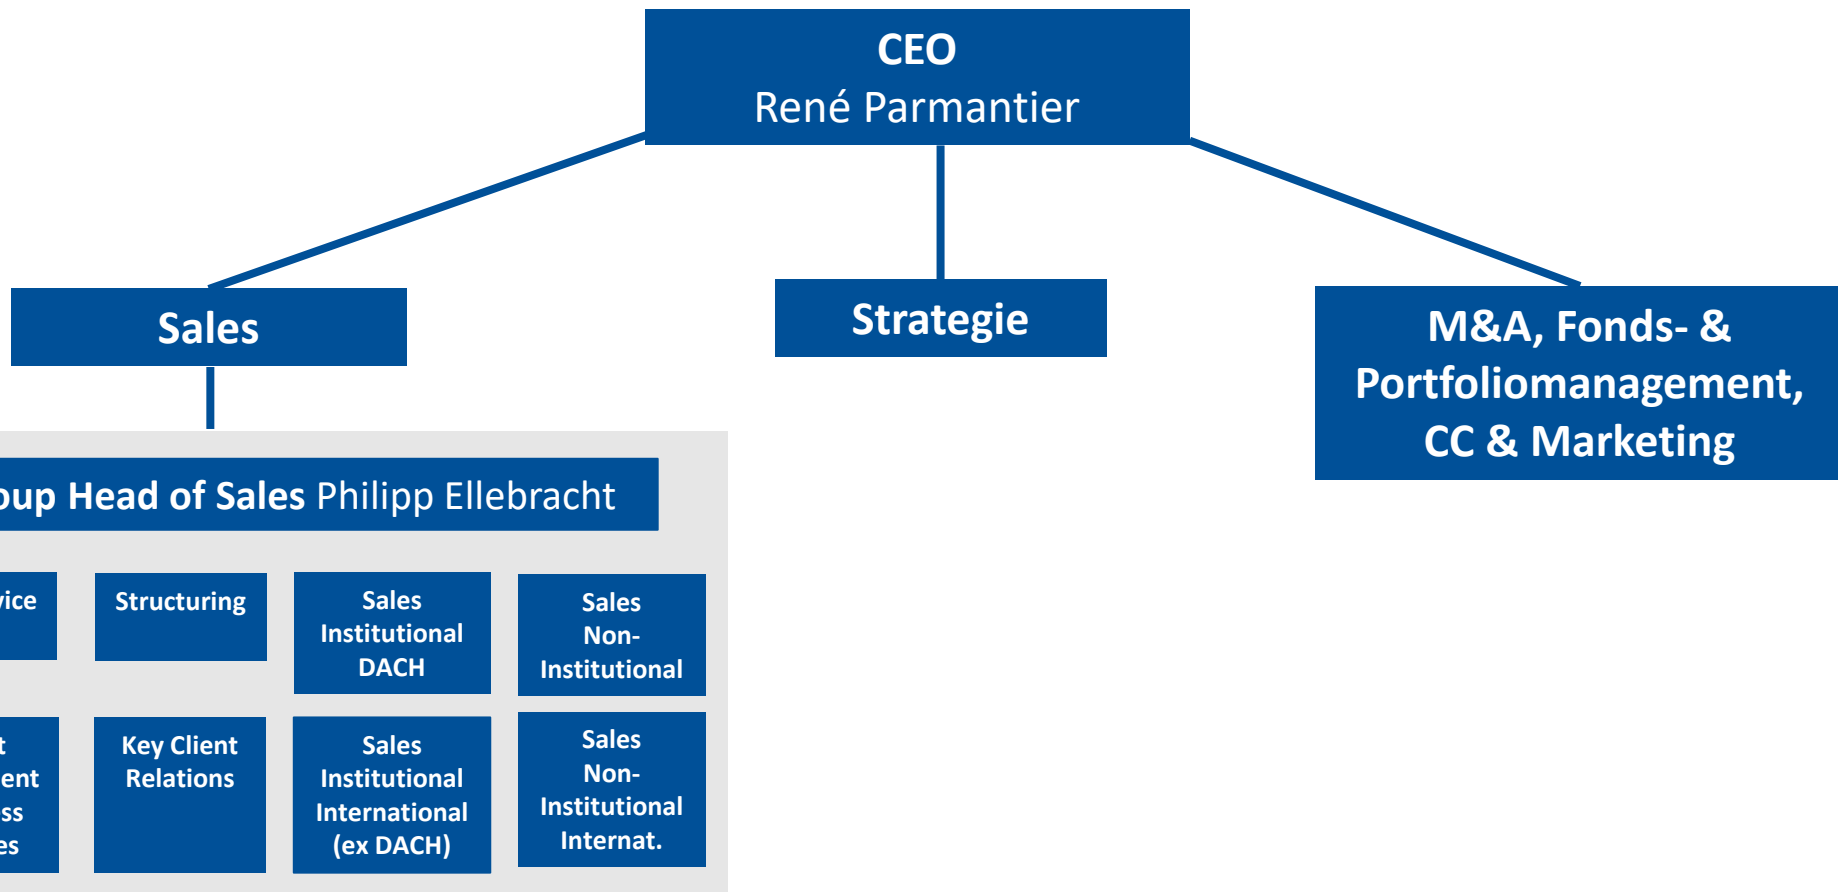 CEO
René Parmantier
Sales
Strategie
M&A, Fonds- &
Portfoliomanagement,
CC & Marketing
Head of Sales Philipp Ellebracht
Structuring
Sales
Institutional
DACH
Sales
Non-
Institutional
Key Client
Relations
Sales
Institutional
International
(ex DACH)
Sales
Non-
Institutional
Internat.